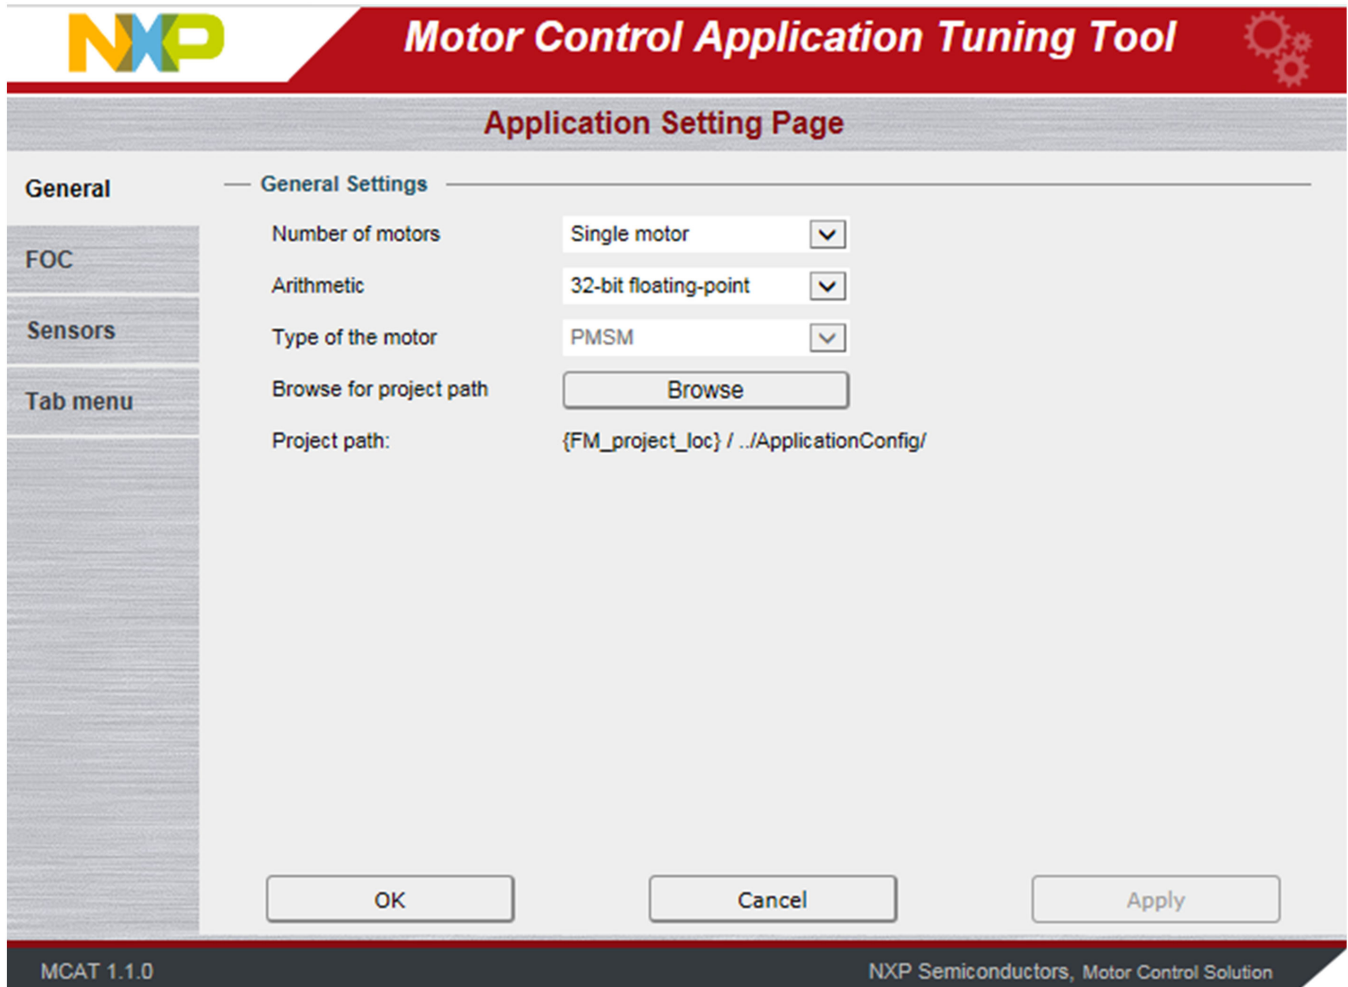 NXP
Motor Control Application Tuning Tool
Application Setting Page
General
FOC
Sensors
Tab menu
General Settings
Number of motors Single motor
Arithmetic 32-bit floating-point
Type of the motor PMSM
Browse for project path Browse
Project path: {FM_project_loc} / ../ApplicationConfig/
OK Cancel Apply
MCAT 1.1.0 NXP Semiconductors, Motor Control Solution